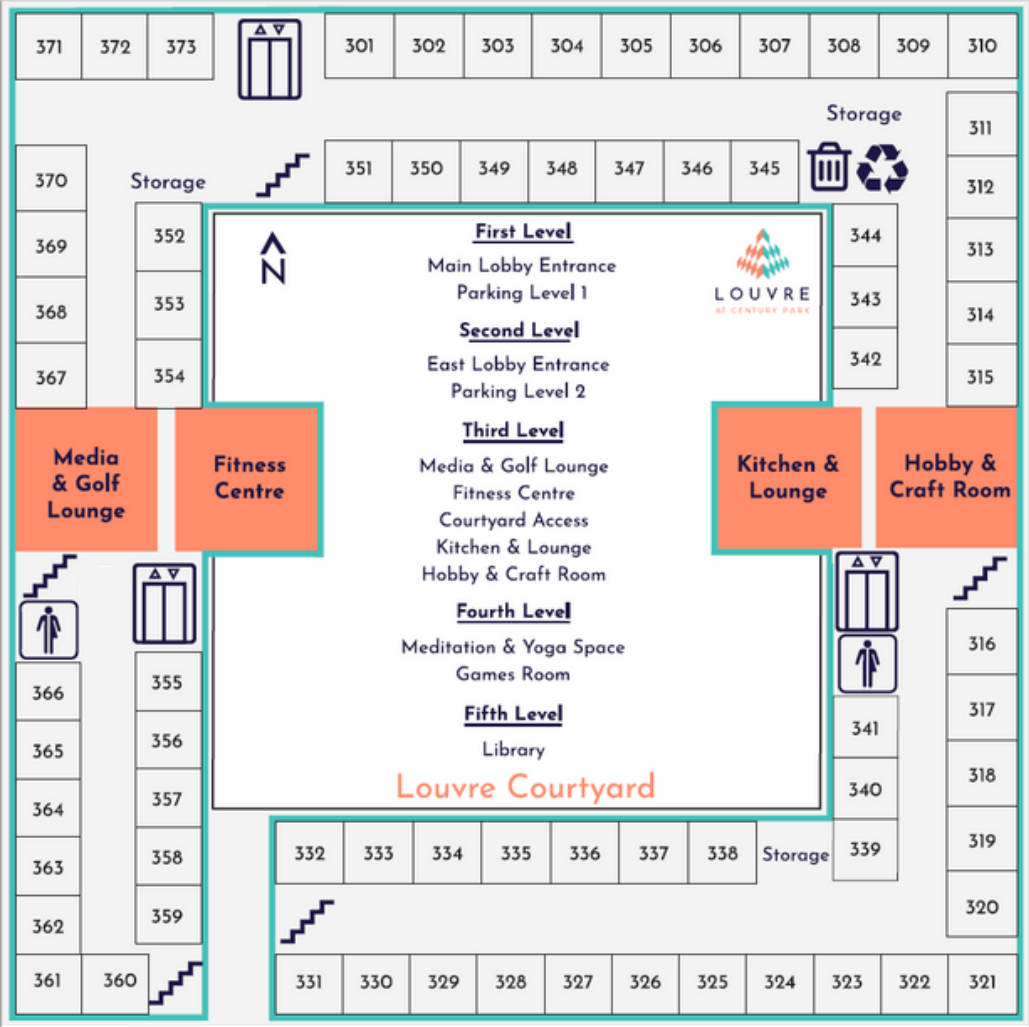 371 372 373 301 302 303 304 305 306 307 308 309 310
Storage
311
351 350 349 348 347 346 345
370
Storage
312
352
369
353
368
354
367
344
313
343
314
342
315
N
LOUVRE
AT CENTURY PARK
First Level
Main Lobby Entrance
Parking Level 1
Second Level
East Lobby Entrance
Parking Level 2
Third Level
Media & Golf Lounge
Fitness Centre
Courtyard Access
Kitchen & Lounge
Hobby & Craft Room
Fourth Level
Meditation & Yoga Space
Games Room
Fifth Level
Library
Louvre Courtyard
Media
& Golf
Lounge
Fitness
Centre
Kitchen &
Lounge
Hobby &
Craft Room
366
355
365
356
364
357
363
358
362
359
361 360
316
341
317
340
318
339
319
320
332 333 334 335 336 337 338 Storage
331 330 329 328 327 326 325 324 323 322 321